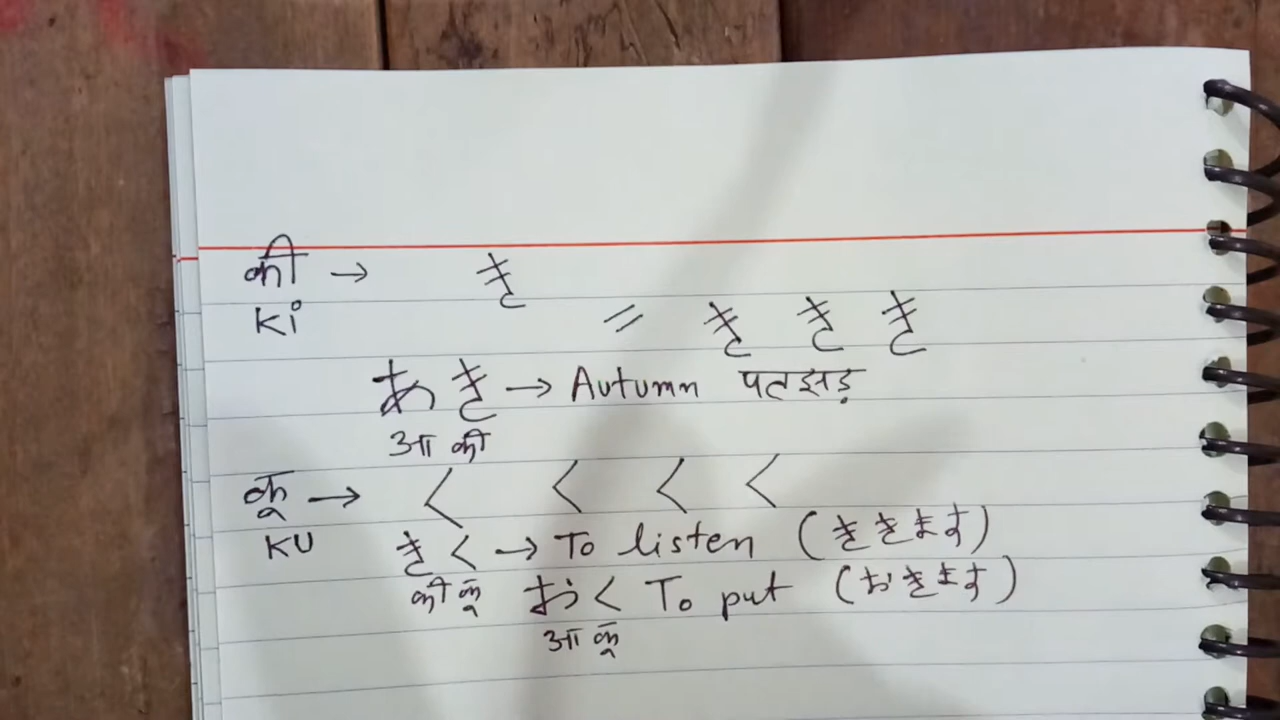 की → き
Ki = き き き
あき → Autumn पतझड़
आ की
कू → く く く く
KU きく → To listen (ききます)
की कू おく To put (おきます)
आ कू